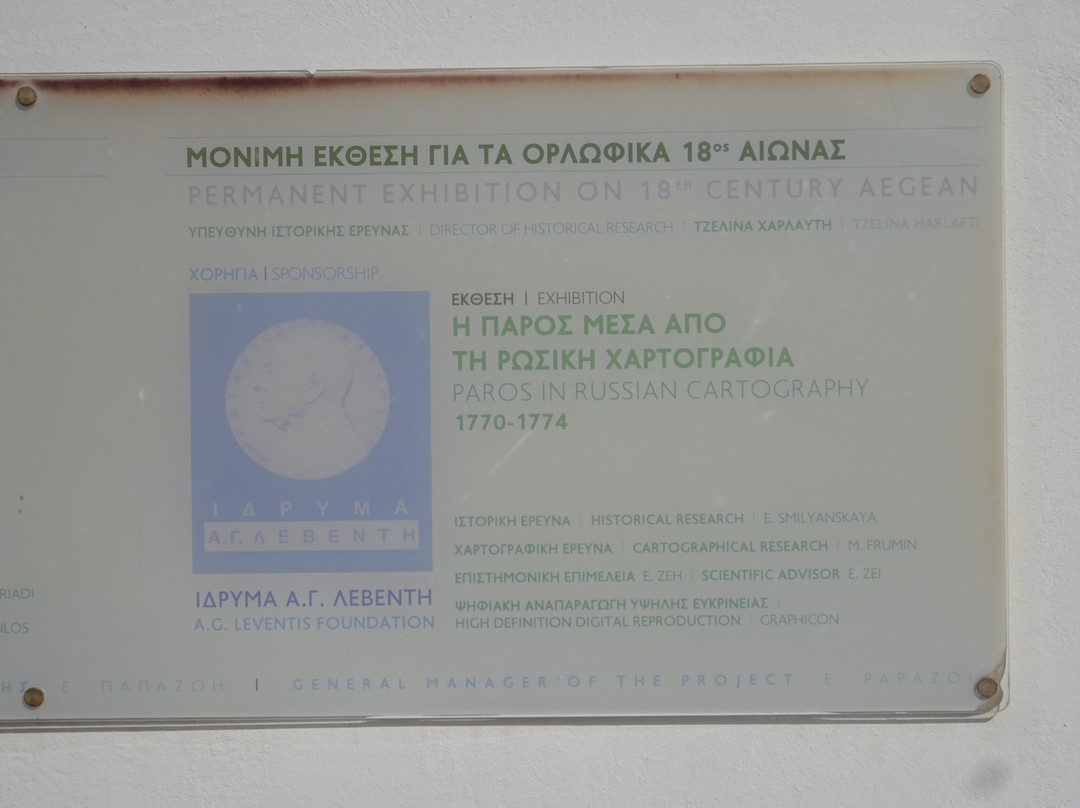 ΜΟΝΙΜΗ ΕΚΘΕΣΗ ΓΙΑ ΤΑ ΟΡΛΩΦΙΚΑ 18ος ΑΙΩΝΑΣ
PERMANENT EXHIBITION ON 18th CENTURY AEGEAN
ΥΠΕΥΘΥΝΗ ΙΣΤΟΡΙΚΗΣ ΕΡΕΥΝΑΣ | DIRECTOR OF HISTORICAL RESEARCH | ΤΖΕΛΙΝΑ ΧΑΡΛΑΥΤΗ | TZELINA HARLAFTI
ΧΟΡΗΓΙΑ | SPONSORSHIP
ΙΔΡΥΜΑ
Α.Γ. ΛΕΒΕΝΤΗ
ΙΔΡΥΜΑ Α.Γ. ΛΕΒΕΝΤΗ
A.G. LEVENTIS FOUNDATION
ΕΚΘΕΣΗ | EXHIBITION
Η ΠΑΡΟΣ ΜΕΣΑ ΑΠΟ
ΤΗ ΡΩΣΙΚΗ ΧΑΡΤΟΓΡΑΦΙΑ
PAROS IN RUSSIAN CARTOGRAPHY
1770-1774
ΙΣΤΟΡΙΚΗ ΕΡΕΥΝΑ | HISTORICAL RESEARCH | E. SMILYANSKAYA
ΧΑΡΤΟΓΡΑΦΙΚΗ ΕΡΕΥΝΑ | CARTOGRAPHICAL RESEARCH | M. FRUMIN
ΕΠΙΣΤΗΜΟΝΙΚΗ ΕΠΙΜΕΛΕΙΑ Ε. ΖΕΗ | SCIENTIFIC ADVISOR E. ZEI
ΨΗΦΙΑΚΗ ΑΝΑΠΑΡΑΓΩΓΗ ΥΨΗΛΗΣ ΕΥΚΡΙΝΕΙΑΣ |
HIGH DEFINITION DIGITAL REPRODUCTION | GRAPHICON
RIADI
ULOS
ΗΣ Ε. ΠΑΠΑΖΩΗ | GENERAL MANAGER OF THE PROJECT E. PAPAZOI